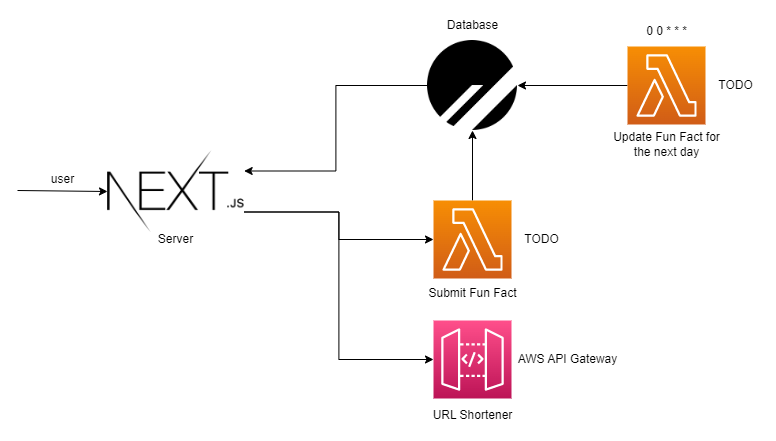 Database
0 0 * * *
TODO
Update Fun Fact for
the next day
user
NEXT
.JS
Server
TODO
Submit Fun Fact
</>
AWS API Gateway
URL Shortener